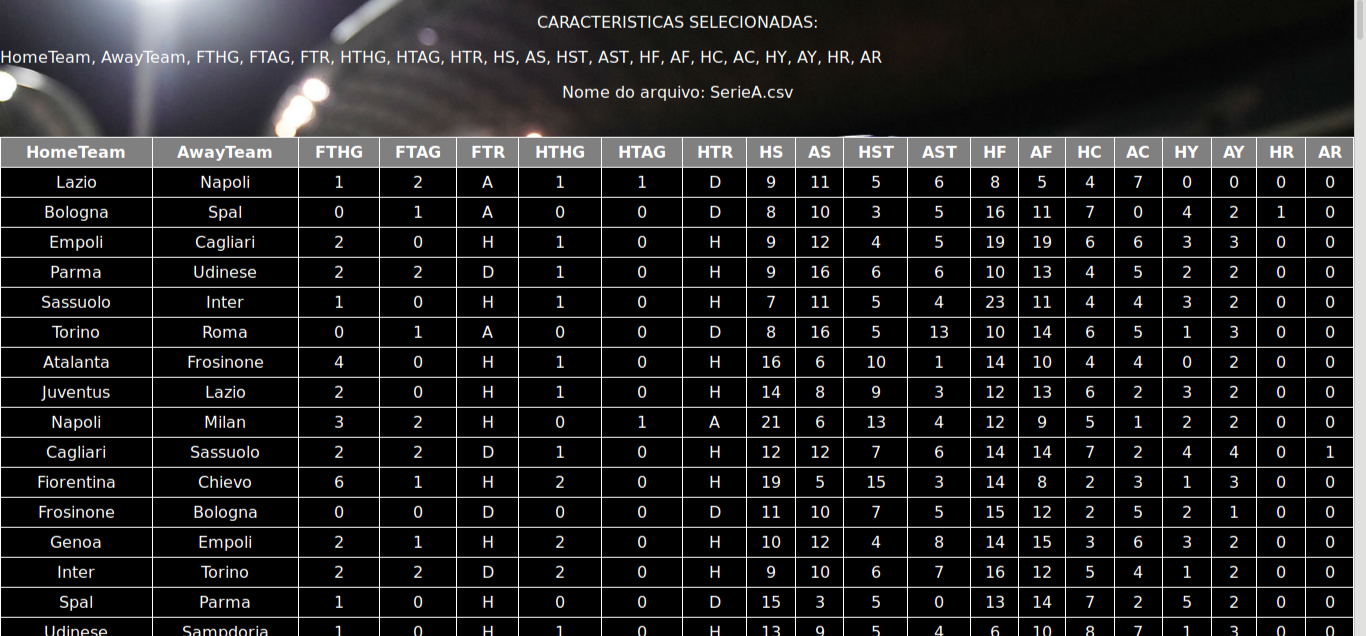 CARACTERISTICAS SELECIONADAS:
HomeTeam, AwayTeam, FTHG, FTAG, FTR, HTHG, HTAG, HTR, HS, AS, HST, AST, HF, AF, HC, AC, HY, AY, HR, AR
Nome do arquivo: SerieA.csv
HomeTeam AwayTeam FTHG FTAG FTR HTHG HTAG HTR HS AS HST AST HF AF HC AC HY AY HR AR
Lazio Napoli 1 2 A 1 1 D 9 11 5 6 8 5 4 7 0 0 0 0
Bologna Spal 0 1 A 0 0 D 8 10 3 5 16 11 7 0 4 2 1 0
Empoli Cagliari 2 0 H 1 0 H 9 12 4 5 19 19 6 6 3 3 0 0
Parma Udinese 2 2 D 1 0 H 9 16 6 6 10 13 4 5 2 2 0 0
Sassuolo Inter 1 0 H 1 0 H 7 11 5 4 23 11 4 4 3 2 0 0
Torino Roma 0 1 A 0 0 D 8 16 5 13 10 14 6 5 1 3 0 0
Atalanta Frosinone 4 0 H 1 0 H 16 6 10 1 14 10 4 4 0 2 0 0
Juventus Lazio 2 0 H 1 0 H 14 8 9 3 12 13 6 2 3 2 0 0
Napoli Milan 3 2 H 0 1 A 21 6 13 4 12 9 5 1 2 2 0 0
Cagliari Sassuolo 2 2 D 1 0 H 12 12 7 6 14 14 7 2 4 4 0 1
Fiorentina Chievo 6 1 H 2 0 H 19 5 15 3 14 8 2 3 1 3 0 0
Frosinone Bologna 0 0 D 0 0 D 11 10 7 5 15 12 2 5 2 1 0 0
Genoa Empoli 2 1 H 2 0 H 10 12 4 8 14 15 3 6 3 2 0 0
Inter Torino 2 2 D 2 0 H 9 10 6 7 16 12 5 4 1 2 0 0
Spal Parma 1 0 H 0 0 D 15 3 5 0 13 14 7 2 5 2 0 0
Udinese Sampdoria 1 0 H 1 0 H 13 9 5 4 6 10 8 7 1 3 0 0